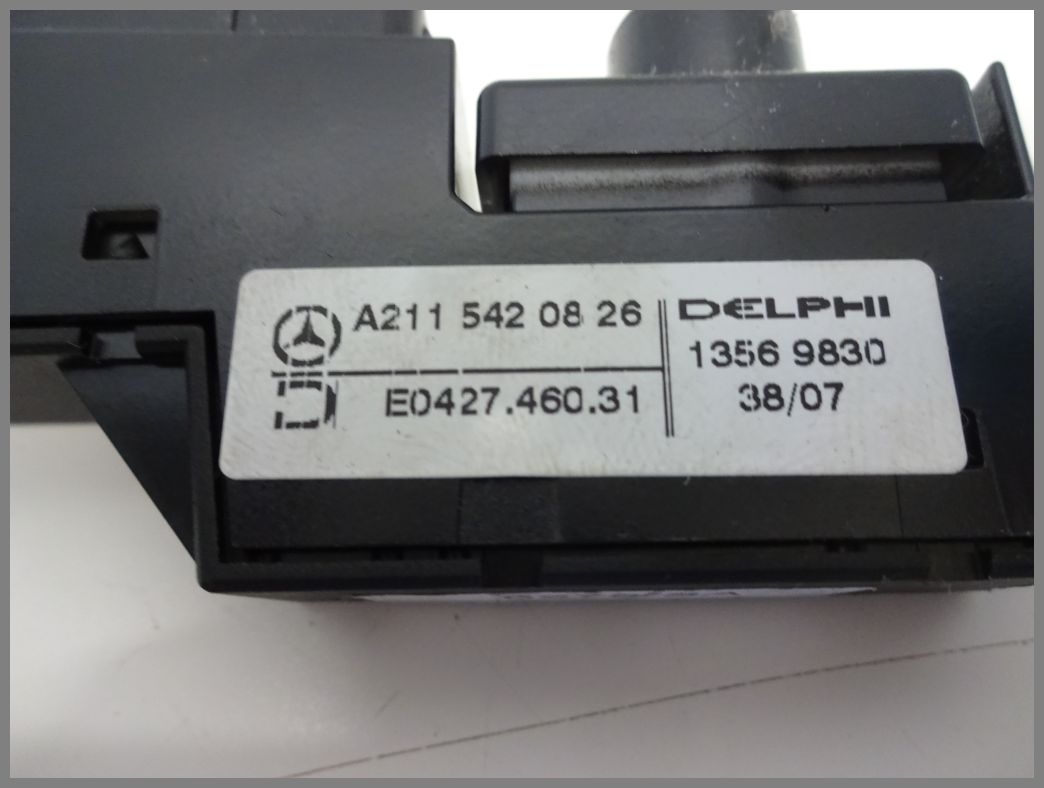 A211 542 08 26
E0427.460.31
DELPHI
1356 9830
38/07